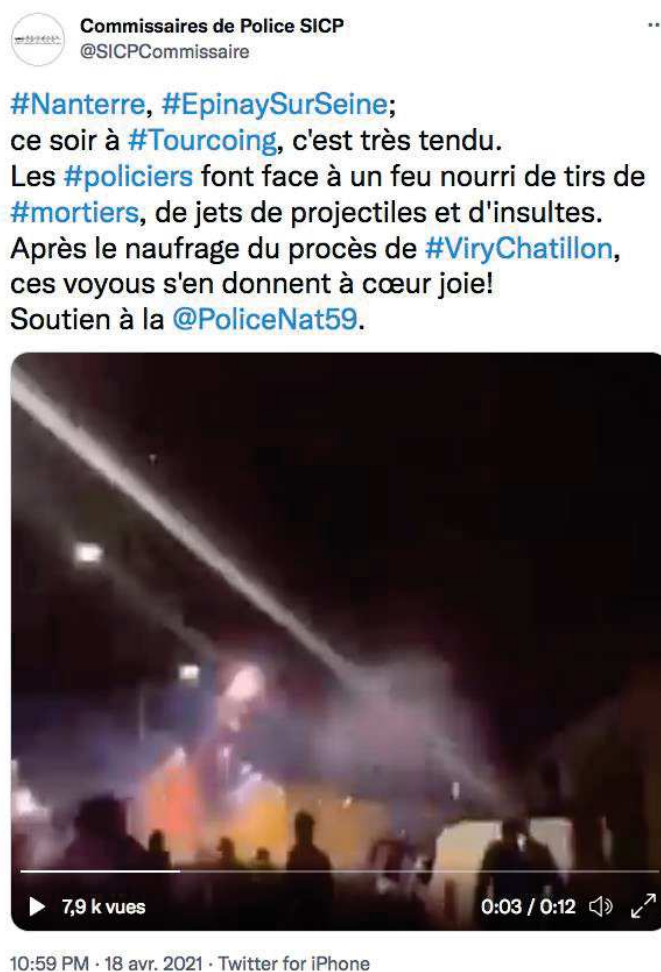 Commissaires de Police SICP
@SICPCommissaire
#Nanterre, #EpinaySurSeine;
ce soir à #Tourcoing, c'est très tendu.
Les #policiers font face à un feu nourri de tirs de
#mortiers, de jets de projectiles et d'insultes.
Après le naufrage du procès de #ViryChatillon,
ces voyous s'en donnent à cœur joie!
Soutien à la @PoliceNat59.
7,9 k vues
0:03 / 0:12
10:59 PM · 18 avr. 2021 · Twitter for iPhone